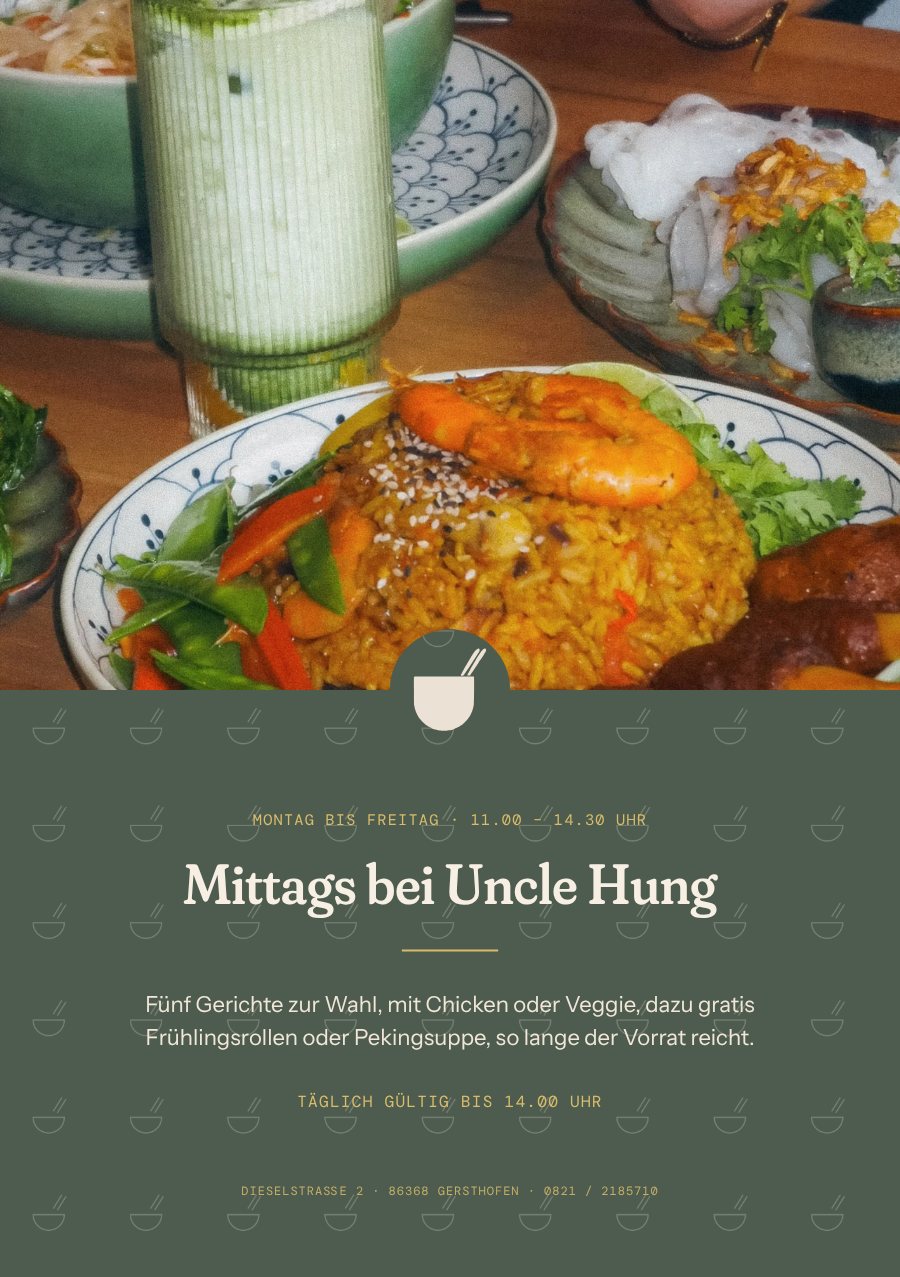 MONTAG BIS FREITAG · 11.00 – 14.30 UHR
Mittags bei Uncle Hung
Fünf Gerichte zur Wahl, mit Chicken oder Veggie, dazu gratis
Frühlingsrollen oder Pekingsuppe, so lange der Vorrat reicht.
TÄGLICH GÜLTIG BIS 14.00 UHR
DIESELSTRASSE 2 · 86368 GERSTHOFEN · 0821 / 2185710